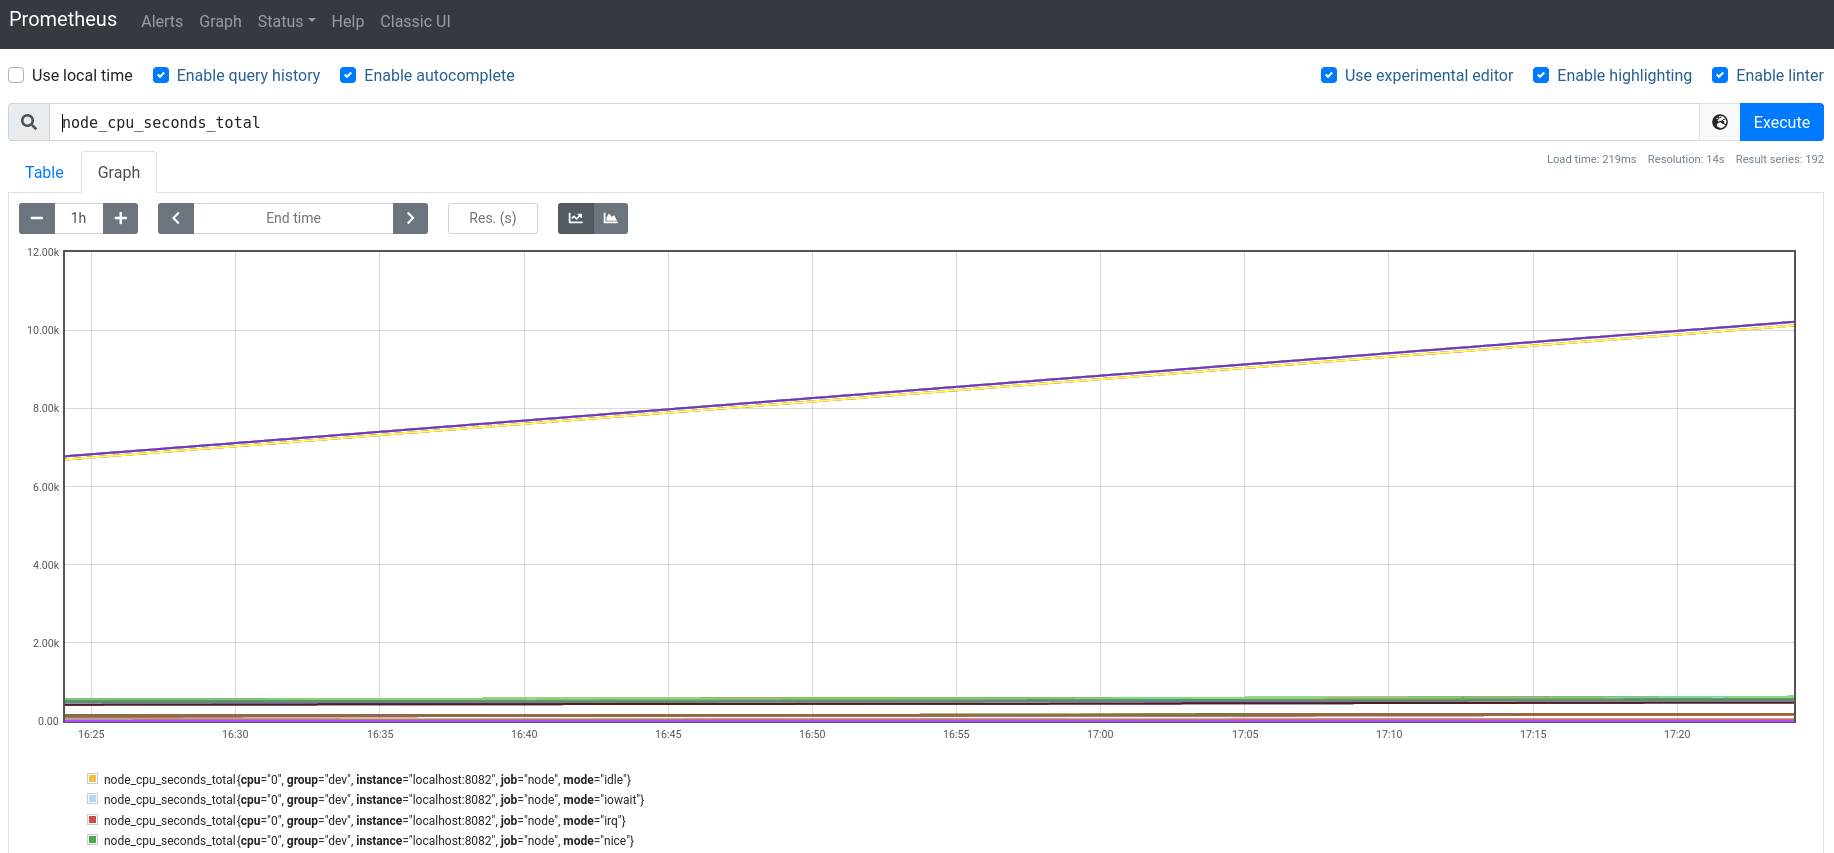 Prometheus Alerts Graph Status Help Classic UI
Use local time Enable query history Enable autocomplete Use experimental editor Enable highlighting Enable linter
node_cpu_seconds_total Execute
Table Graph Load time: 219ms Resolution: 14s Result series: 192
1h End time Res. (s)
12.00k
10.00k
8.00k
6.00k
4.00k
2.00k
0.00
16:25 16:30 16:35 16:40 16:45 16:50 16:55 17:00 17:05 17:10 17:15 17:20
node_cpu_seconds_total{cpu="0", group="dev", instance="localhost:8082", job="node", mode="idle"}
node_cpu_seconds_total{cpu="0", group="dev", instance="localhost:8082", job="node", mode="iowait"}
node_cpu_seconds_total{cpu="0", group="dev", instance="localhost:8082", job="node", mode="irq"}
node_cpu_seconds_total{cpu="0", group="dev", instance="localhost:8082", job="node", mode="nice"}